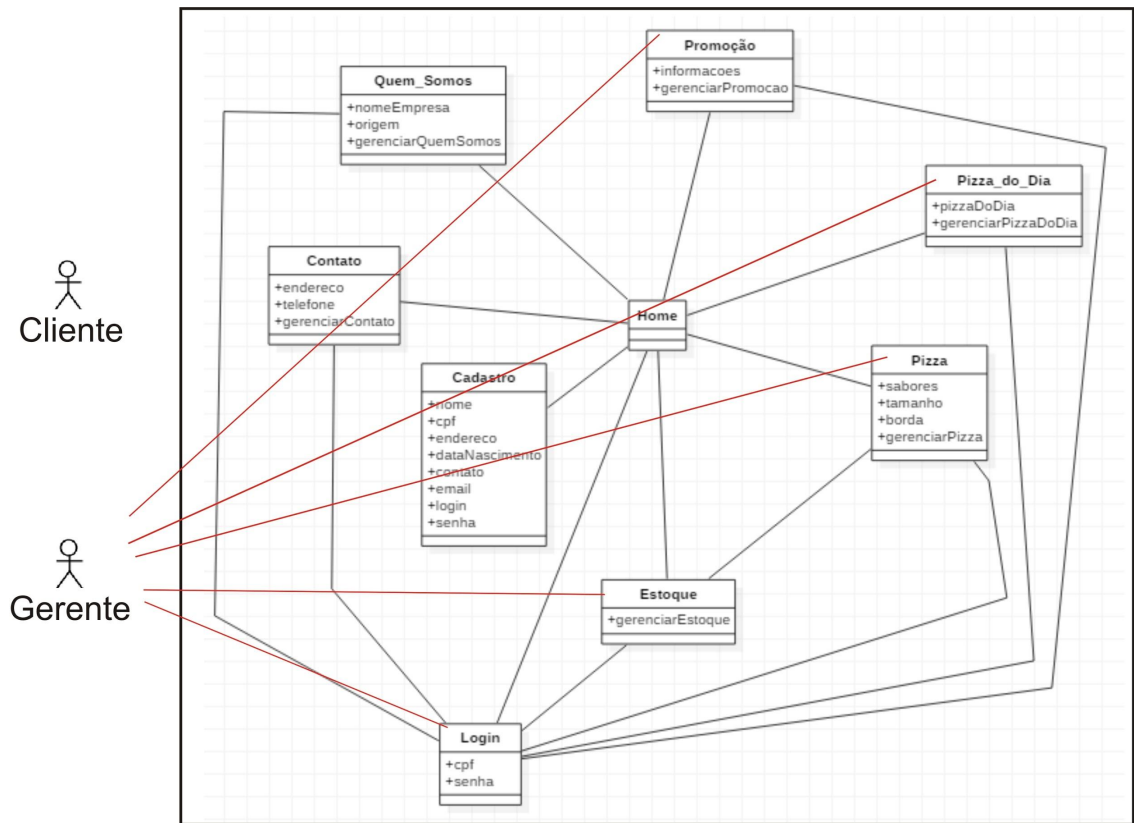 Promoção
+informacoes
+gerenciarPromocao
Quem_Somos
+nomeEmpresa
+origem
+gerenciarQuemSomos
Pizza_do_Dia
+pizzaDoDia
+gerenciarPizzaDoDia
Contato
+endereco
+telefone
+gerenciarContato
Cliente
Home
Pizza
+sabores
+tamanho
+borda
+gerenciarPizza
Cadastro
+nome
+cpf
+endereco
+dataNascimento
+contato
+email
+login
+senha
Gerente
Estoque
+gerenciarEstoque
Login
+cpf
+senha